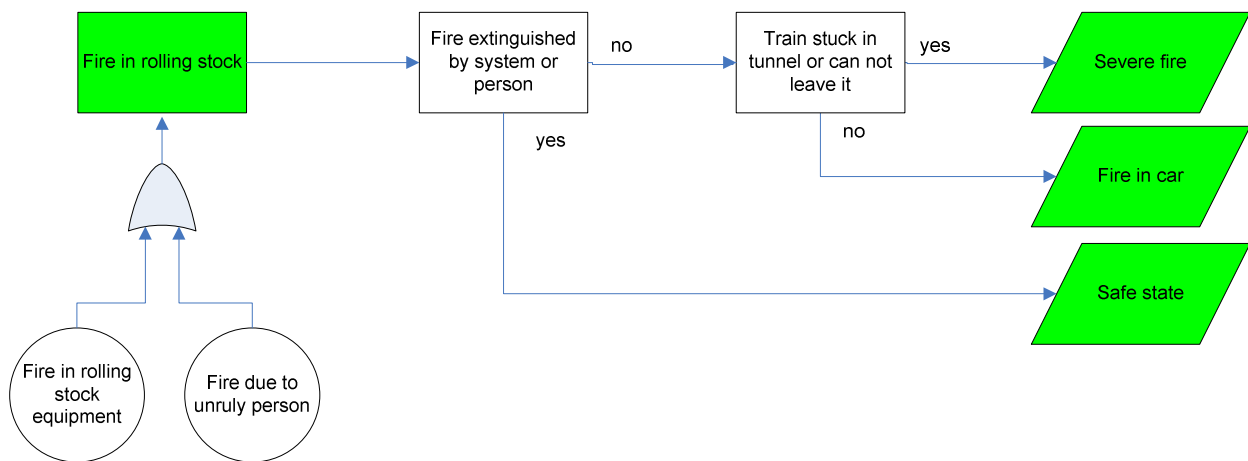 Fire in rolling stock
Fire extinguished
by system or
person
no
yes
Train stuck in
tunnel or can not
leave it
yes
no
Severe fire
Fire in car
Safe state
Fire in rolling
stock
equipment
Fire due to
unruly person